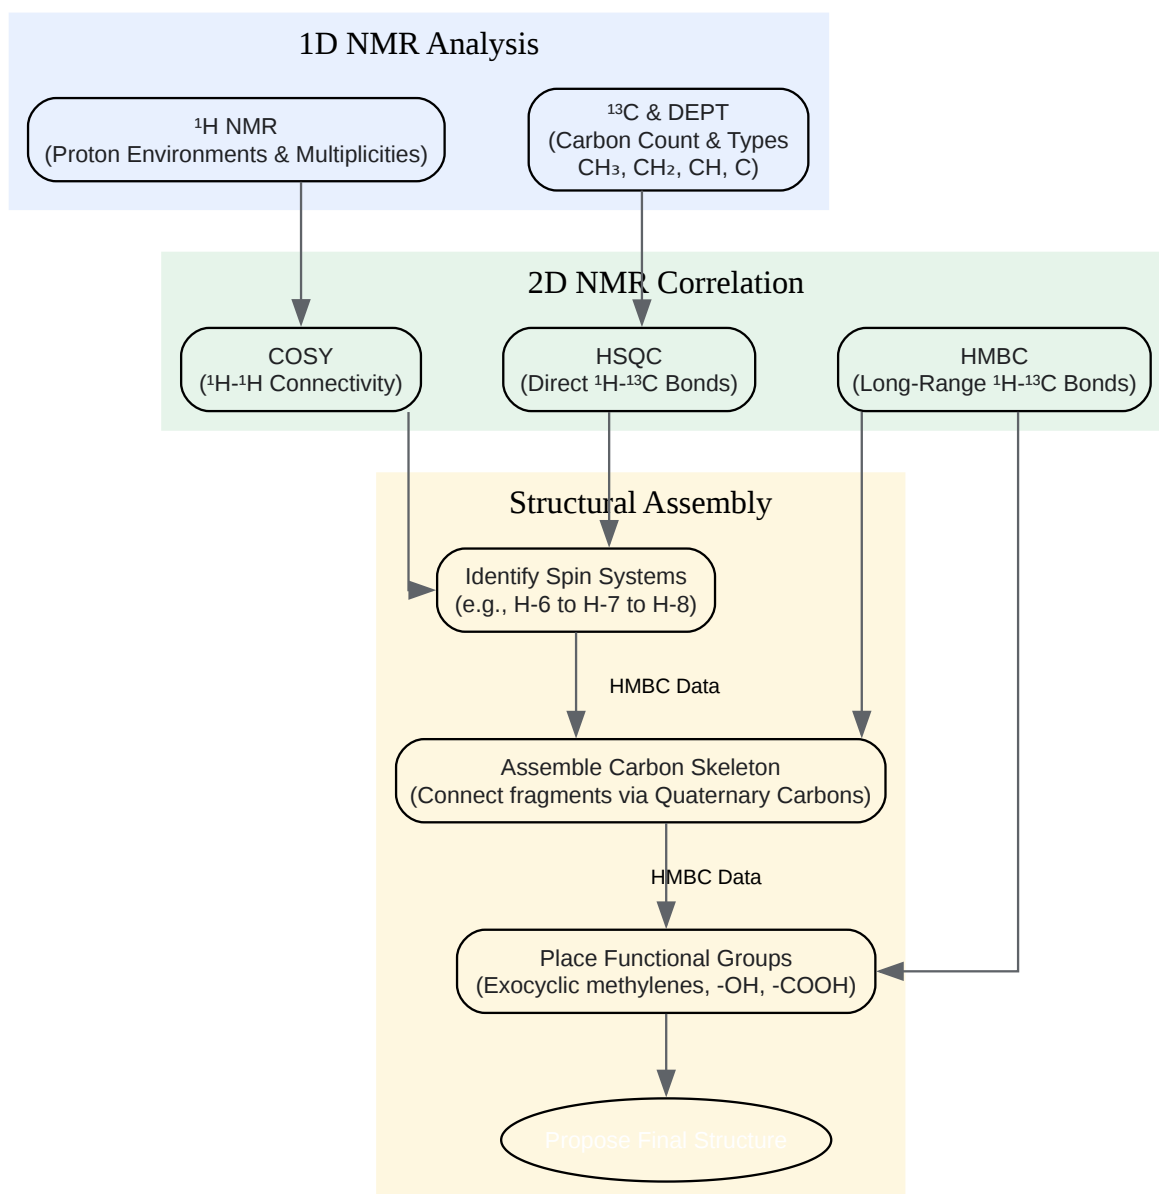 1D NMR Analysis
¹H NMR
(Proton Environments & Multiplicities)
¹³C & DEPT
(Carbon Count & Types
CH₃, CH₂, CH, C)
2D NMR Correlation
COSY
(¹H-¹H Connectivity)
HSQC
(Direct ¹H-¹³C Bonds)
HMBC
(Long-Range ¹H-¹³C Bonds)
Structural Assembly
Identify Spin Systems
(e.g., H-6 to H-7 to H-8)
HMBC Data
Assemble Carbon Skeleton
(Connect fragments via Quaternary Carbons)
HMBC Data
Place Functional Groups
(Exocyclic methylenes, -OH, -COOH)
Propose Final Structure